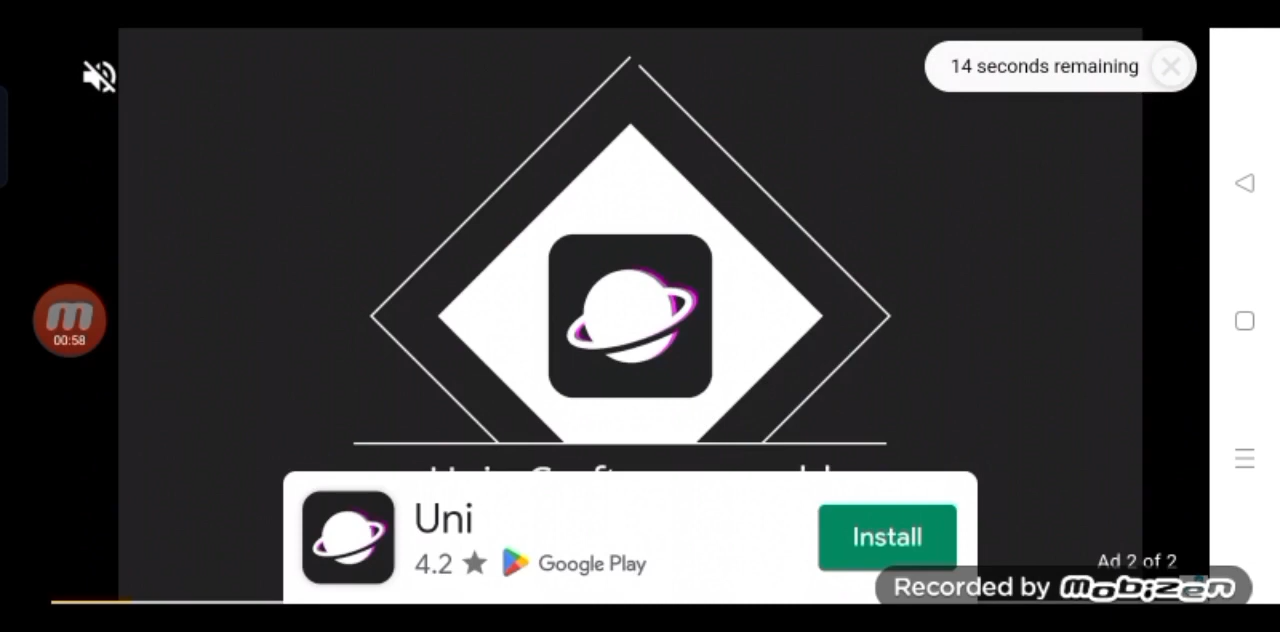 14 seconds remaining
m
00:58
Uni
4.2 ★ Google Play
Install
Ad 2 of 2
Recorded by mobizen